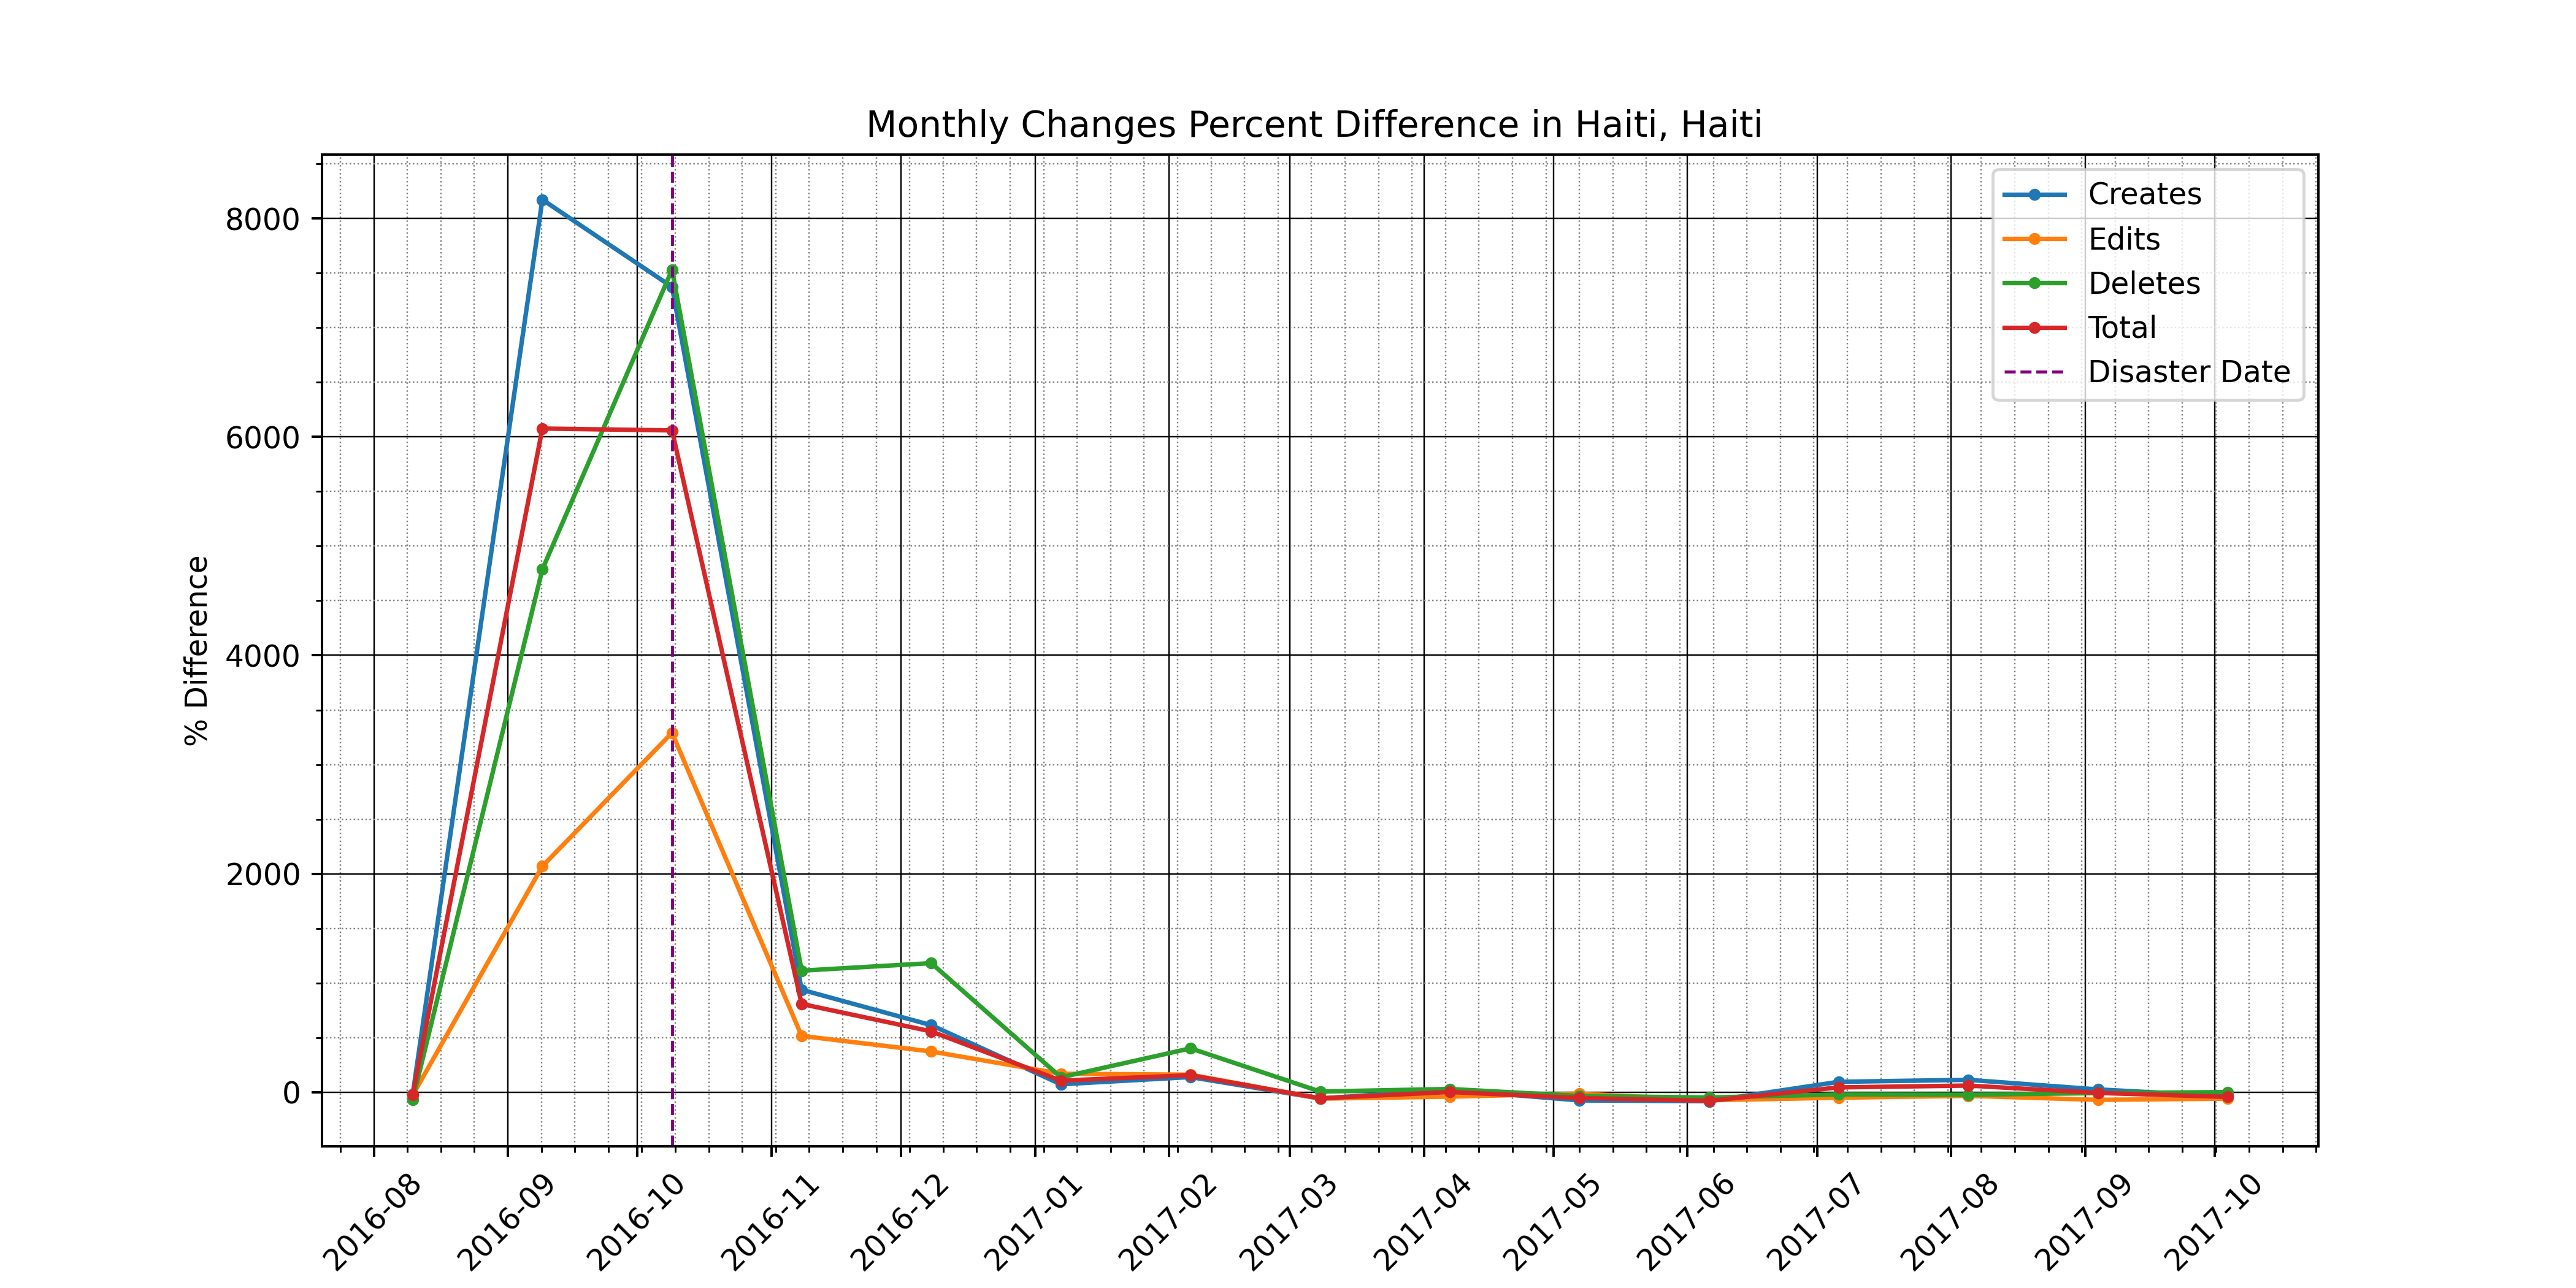 Monthly Changes Percent Difference in Haiti, Haiti
% Difference
8000
6000
4000
2000
0
Creates
Edits
Deletes
Total
Disaster Date
2016-08
2016-09
2016-10
2016-11
2016-12
2017-01
2017-02
2017-03
2017-04
2017-05
2017-06
2017-07
2017-08
2017-09
2017-10